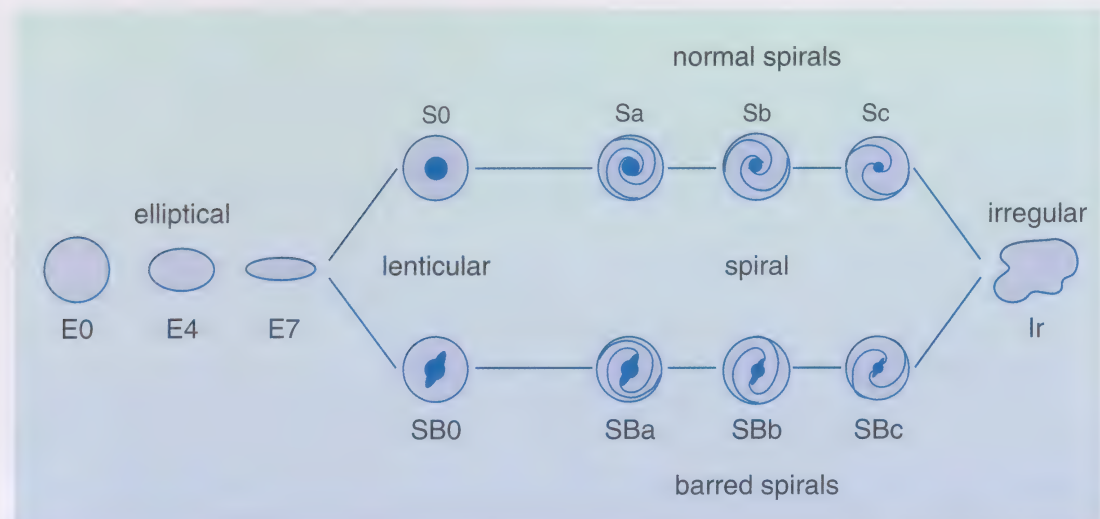 normal spirals
S0 Sa Sb Sc
elliptical irregular
lenticular spiral
E0 E4 E7 Ir
SB0 SBa SBb SBc
barred spirals